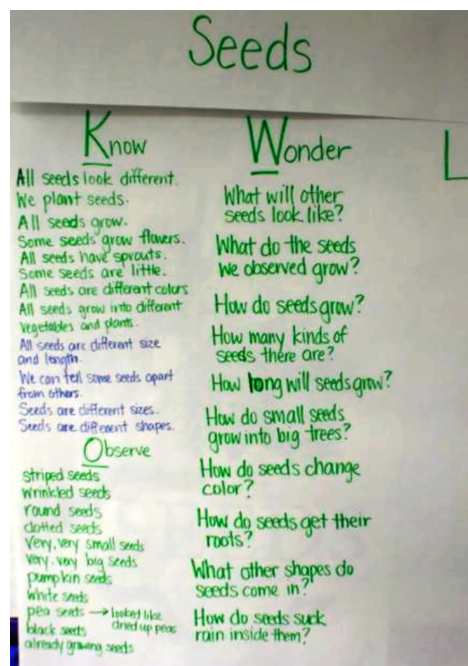 Seeds
Know
All seeds look different.
We plant seeds.
All seeds grow.
Some seeds grow flowers.
All seeds have sprouts.
Some seeds are little.
All seeds are different colors
All seeds grow into different
vegetables and plants.
All seeds are different size
and length.
We can tell some seeds apart
from others.
Seeds are different sizes.
Seeds are different shapes.
Observe
striped seeds
wrinkled seeds
round seeds
dotted seeds
very, very small seeds
very, very big seeds
pumpkin seeds
white seeds
pea seeds → looked like
dried up peas
black seeds
already growing seeds
Wonder
What will other
seeds look like?
What do the seeds
we observed grow?
How do seeds grow?
How many kinds of
seeds there are?
How long will seeds grow?
How do small seeds
grow into big trees?
How do seeds change
color?
How do seeds get their
roots?
What other shapes do
seeds come in?
How do seeds suck
rain inside them?
L